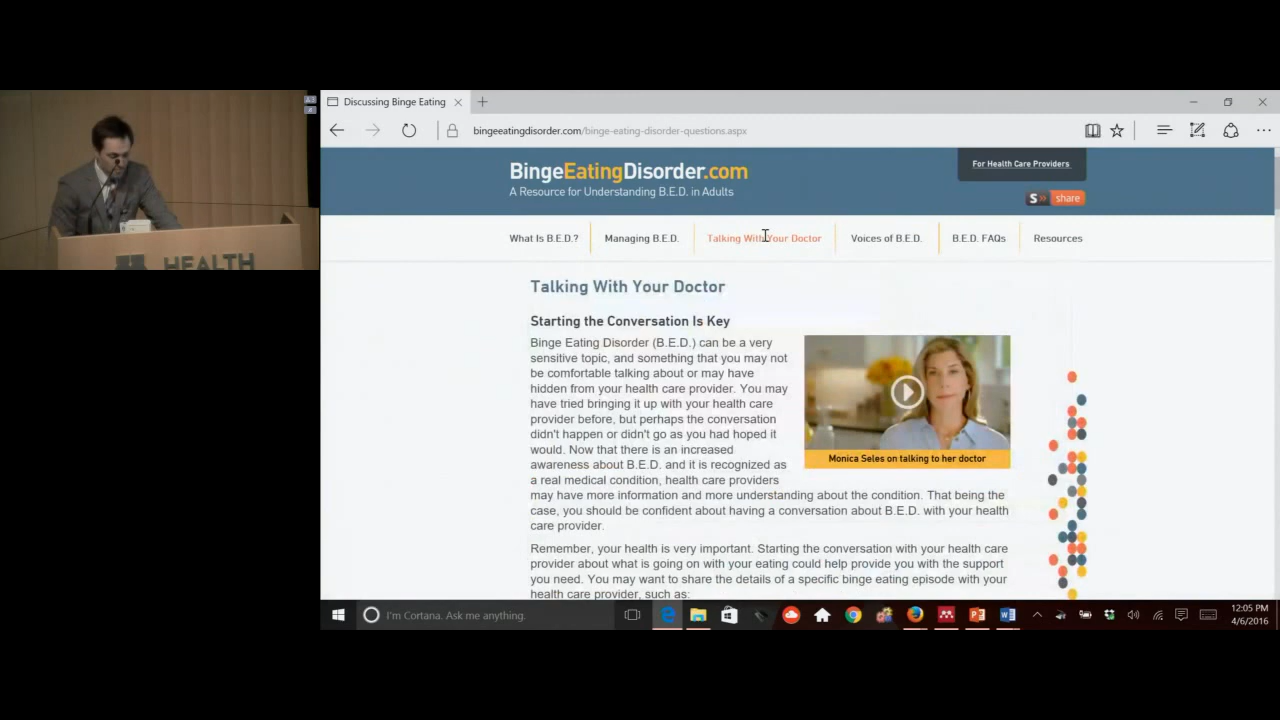 HEALTH
Discussing Binge Eating
bingeeatingdisorder.com/binge-eating-disorder-questions.aspx
BingeEatingDisorder.com
A Resource for Understanding B.E.D. in Adults
For Health Care Providers
S» share
What Is B.E.D.?
Managing B.E.D.
Talking With Your Doctor
Voices of B.E.D.
B.E.D. FAQs
Resources
Talking With Your Doctor
Starting the Conversation Is Key
Binge Eating Disorder (B.E.D.) can be a very
sensitive topic, and something that you may not
be comfortable talking about or may have
hidden from your health care provider. You may
have tried bringing it up with your health care
provider before, but perhaps the conversation
didn't happen or didn't go as you had hoped it
would. Now that there is an increased
awareness about B.E.D. and it is recognized as
a real medical condition, health care providers
may have more information and more understanding about the condition. That being the
case, you should be confident about having a conversation about B.E.D. with your health
care provider.
Monica Seles on talking to her doctor
Remember, your health is very important. Starting the conversation with your health care
provider about what is going on with your eating could help provide you with the support
you need. You may want to share the details of a specific binge eating episode with your
health care provider, such as:
I'm Cortana. Ask me anything.
12:05 PM
4/6/2016